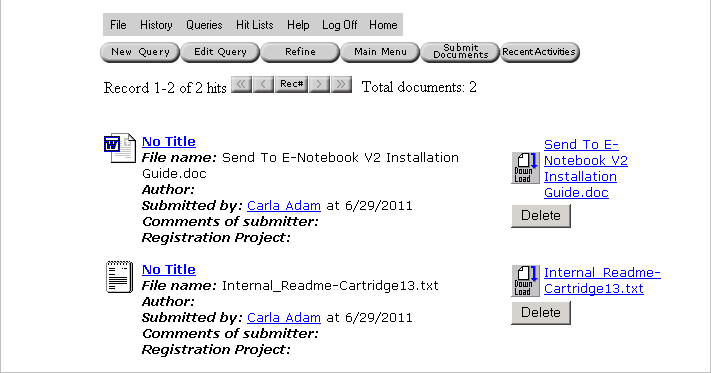 File History Queries Hit Lists Help Log Off Home
New Query Edit Query Refine Main Menu Submit Documents Recent Activities
Record 1-2 of 2 hits << < Rec# > >> Total documents: 2
No Title
File name: Send To E-Notebook V2 Installation
Guide.doc
Author:
Submitted by: Carla Adam at 6/29/2011
Comments of submitter:
Registration Project:
Down Load
Send To E-
Notebook V2
Installation
Guide.doc
Delete
No Title
File name: Internal_Readme-Cartridge13.txt
Author:
Submitted by: Carla Adam at 6/29/2011
Comments of submitter:
Registration Project:
Down Load
Internal_Readme-
Cartridge13.txt
Delete